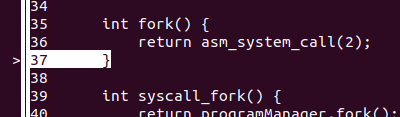 34
35 int fork() {
36 return asm_system_call(2);
> 37 }
38
39 int syscall_fork() {
40 return programManager.fork();